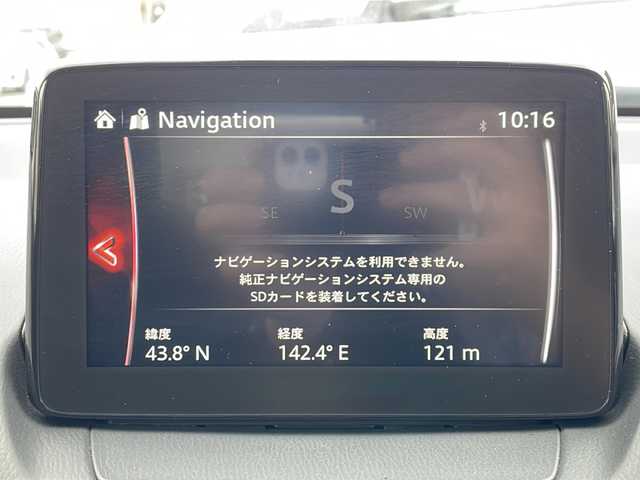 Navigation
10:16
SE S SW W
ナビゲーションシステムを利用できません。
純正ナビゲーションシステム専用の
SDカードを装着してください。
緯度 経度 高度
43.8° N 142.4° E 121 m